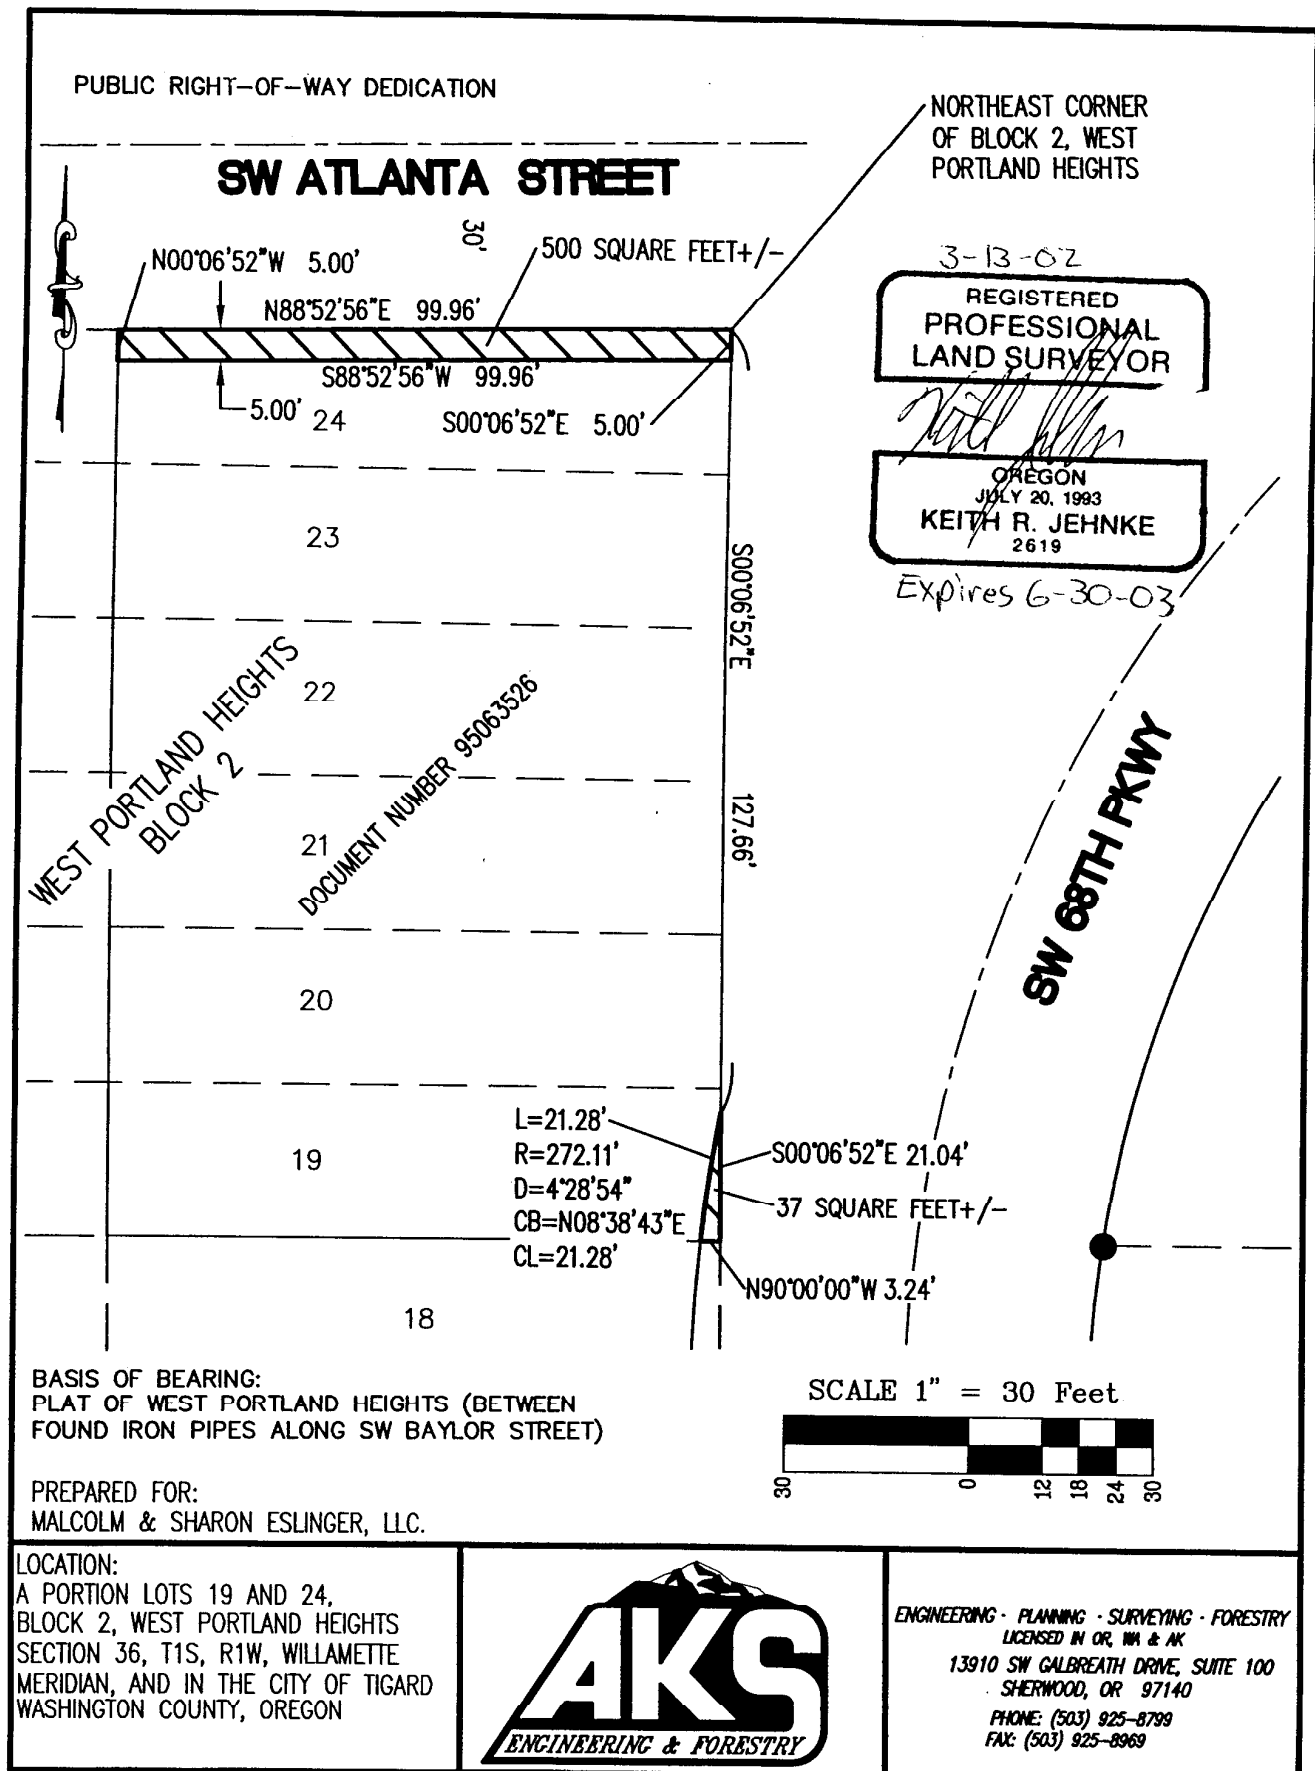 PUBLIC RIGHT-OF-WAY DEDICATION
NORTHEAST CORNER
OF BLOCK 2, WEST
PORTLAND HEIGHTS
SW ATLANTA STREET
30'
N00°06'52"W 5.00'
500 SQUARE FEET+/-
N88°52'56"E 99.96'
S88°52'56"W 99.96'
5.00'
24
S00°06'52"E 5.00'
3-13-02
REGISTERED
PROFESSIONAL
LAND SURVEYOR
OREGON
JULY 20, 1993
KEITH R. JEHNKE
2619
Expires 6-30-03
23
S00°06'52"E 127.66'
22
WEST PORTLAND HEIGHTS
BLOCK 2
DOCUMENT NUMBER 95063526
21
SW 68TH PKWY
20
19
L=21.28'
R=272.11'
D=4°28'54"
CB=N08°38'43"E
CL=21.28'
S00°06'52"E 21.04'
37 SQUARE FEET+/-
N90°00'00"W 3.24'
18
BASIS OF BEARING:
PLAT OF WEST PORTLAND HEIGHTS (BETWEEN
FOUND IRON PIPES ALONG SW BAYLOR STREET)
SCALE 1" = 30 Feet
30 0 12 18 24 30
PREPARED FOR:
MALCOLM & SHARON ESLINGER, LLC.
LOCATION:
A PORTION LOTS 19 AND 24,
BLOCK 2, WEST PORTLAND HEIGHTS
SECTION 36, T1S, R1W, WILLAMETTE
MERIDIAN, AND IN THE CITY OF TIGARD
WASHINGTON COUNTY, OREGON
AKS
ENGINEERING & FORESTRY
ENGINEERING · PLANNING · SURVEYING · FORESTRY
LICENSED IN OR, WA & AK
13910 SW GALBREATH DRIVE, SUITE 100
SHERWOOD, OR 97140
PHONE: (503) 925-8799
FAX: (503) 925-8969